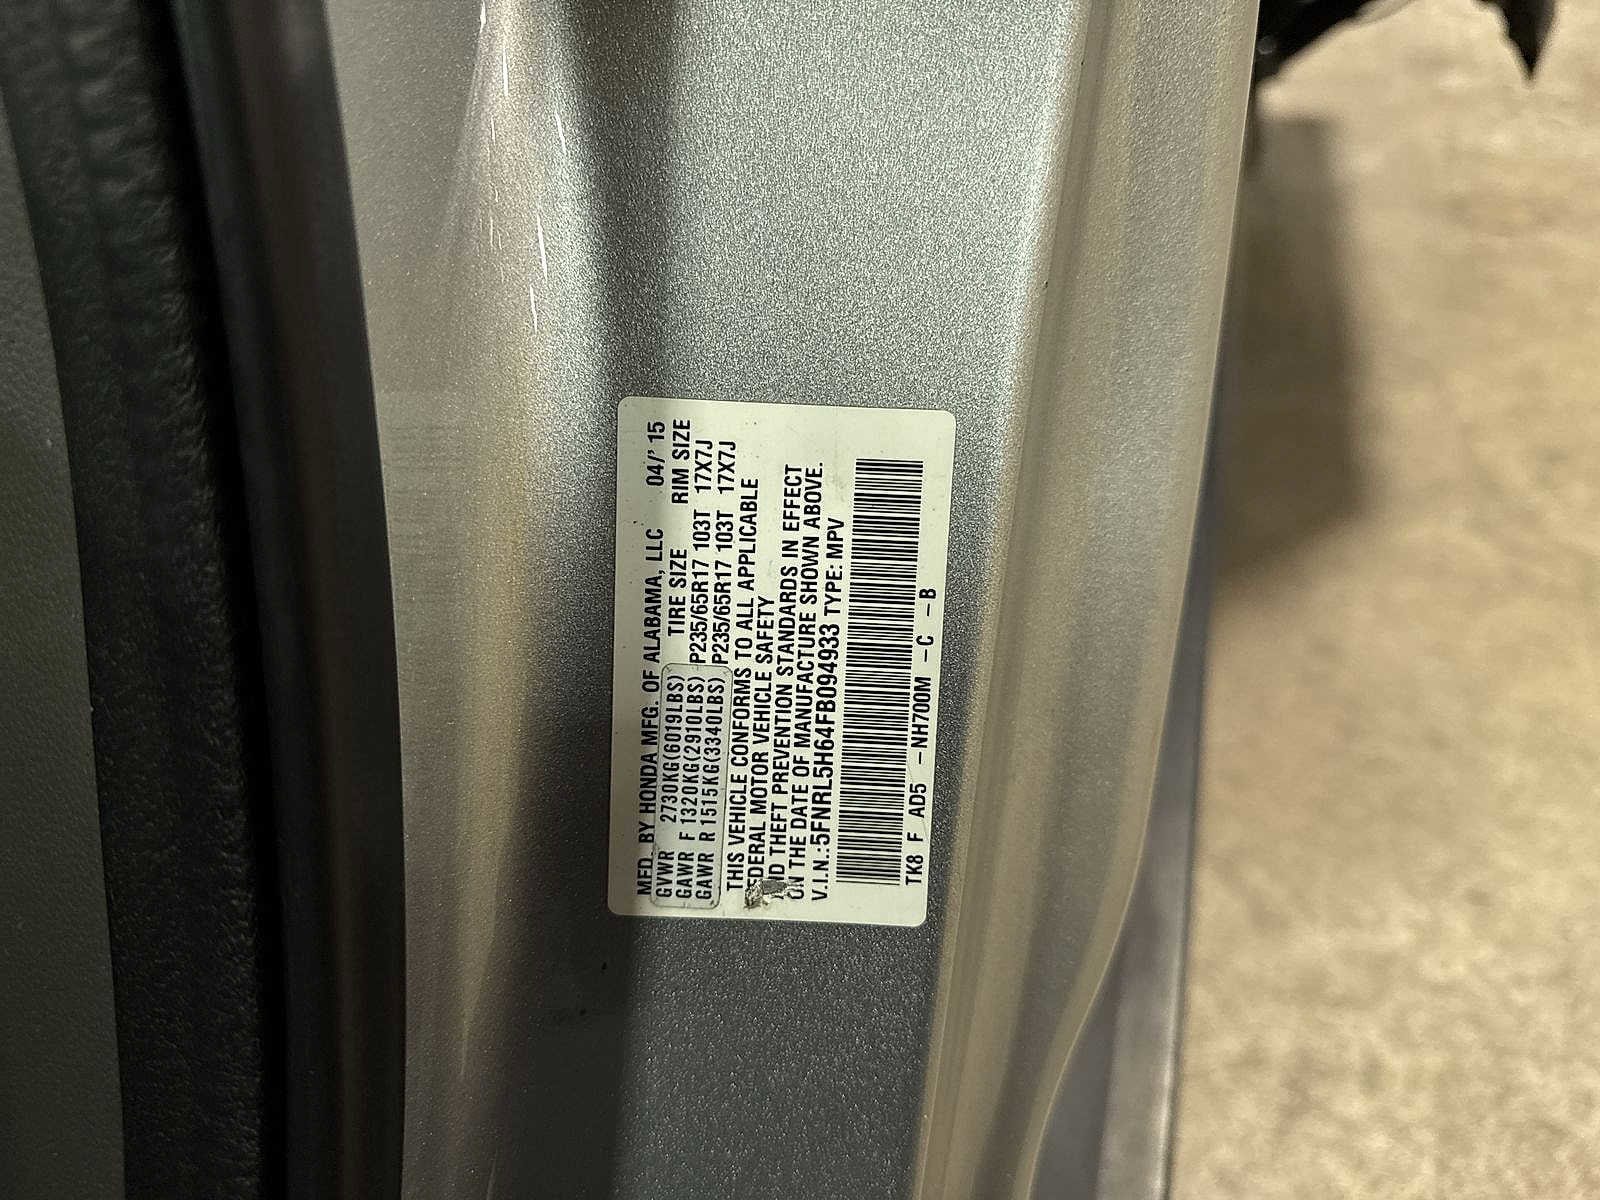 MFD. BY HONDA MFG. OF ALABAMA, LLC 04/' 15
GVWR 2730KG(6019LBS) TIRE SIZE RIM SIZE
GAWR F 1320KG(2910LBS) P235/65R17 103T 17X7J
GAWR R 1515KG(3340LBS) P235/65R17 103T 17X7J
THIS VEHICLE CONFORMS TO ALL APPLICABLE
FEDERAL MOTOR VEHICLE SAFETY
AND THEFT PREVENTION STANDARDS IN EFFECT
ON THE DATE OF MANUFACTURE SHOWN ABOVE.
V.I.N.:5FNRL5H64FB094933 TYPE: MPV
TK8 F AD5 -NH700M -C -B